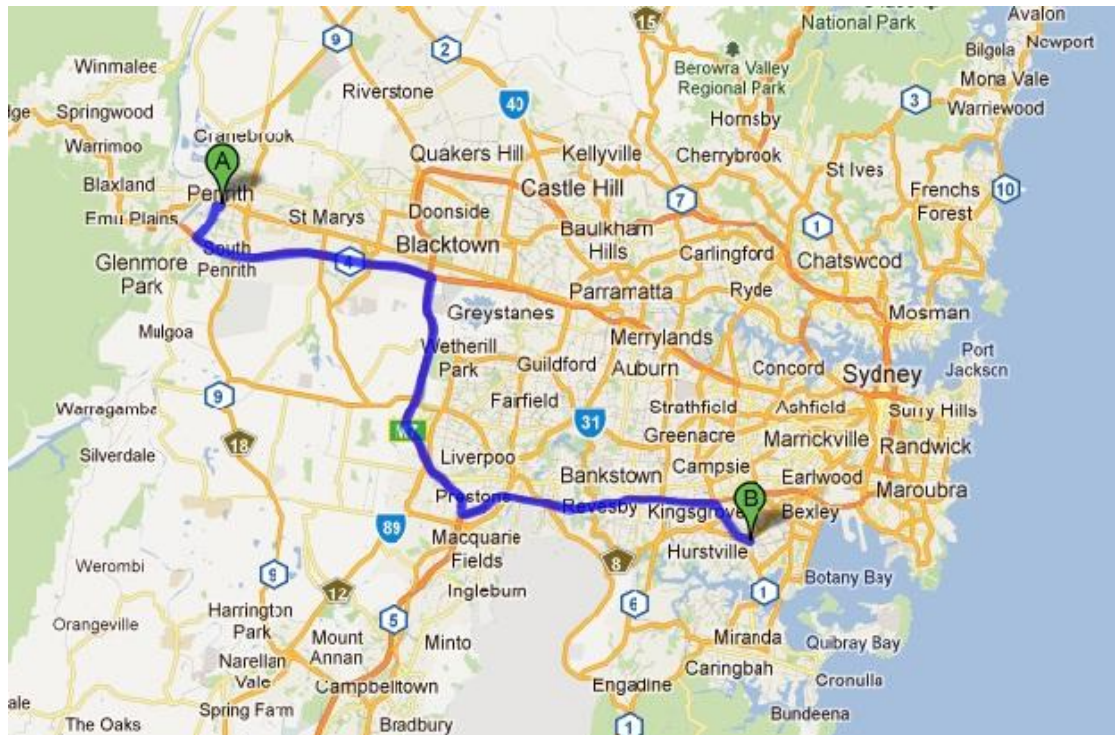 15
National Park
Avalon
Newport
Bilgola
Winmalee
9
2
Berowra Valley
Regional Park
Mona Vale
Riverstone
40
3
Warriewood
Springwood
Hornsby
Cranebrook
Warrimoo
Quakers Hill
Kellyville
Cherrybrook
St Ives
A
Castle Hill
Blaxland
Penrith
7
Frenchs
Forest
10
Emu Plains
St Marys
Doonside
Baulkham
Hills
1
Blacktown
Carlingford
South
Penrith
4
Chatswood
Glenmore
Park
Parramatta
Ryde
Greystanes
Mosman
Mulgoa
Merrylands
Wetherill
Park
Guildford
Auburn
Concord
Port
Jackson
Sydney
9
Fairfield
Strathfield
Ashfield
Surry Hills
Warragamba
31
M7
Greenacre
Marrickville
Randwick
18
Silverdale
Liverpoo
Bankstown
Campsie
Earlwood
Prestons
Revesby
Kingsgrove
B
Bexley
Maroubra
89
Macquarie
Fields
Hurstville
Werombi
9
8
Botany Bay
12
Ingleburn
6
1
Harrington
Park
Orangeville
5
Mount
Annan
Minto
Miranda
Quibray Bay
Narellan
Vale
Caringbah
Cronulla
Campbelltown
Engadine
Spring Farm
The Oaks
Bradbury
1
Bundeena